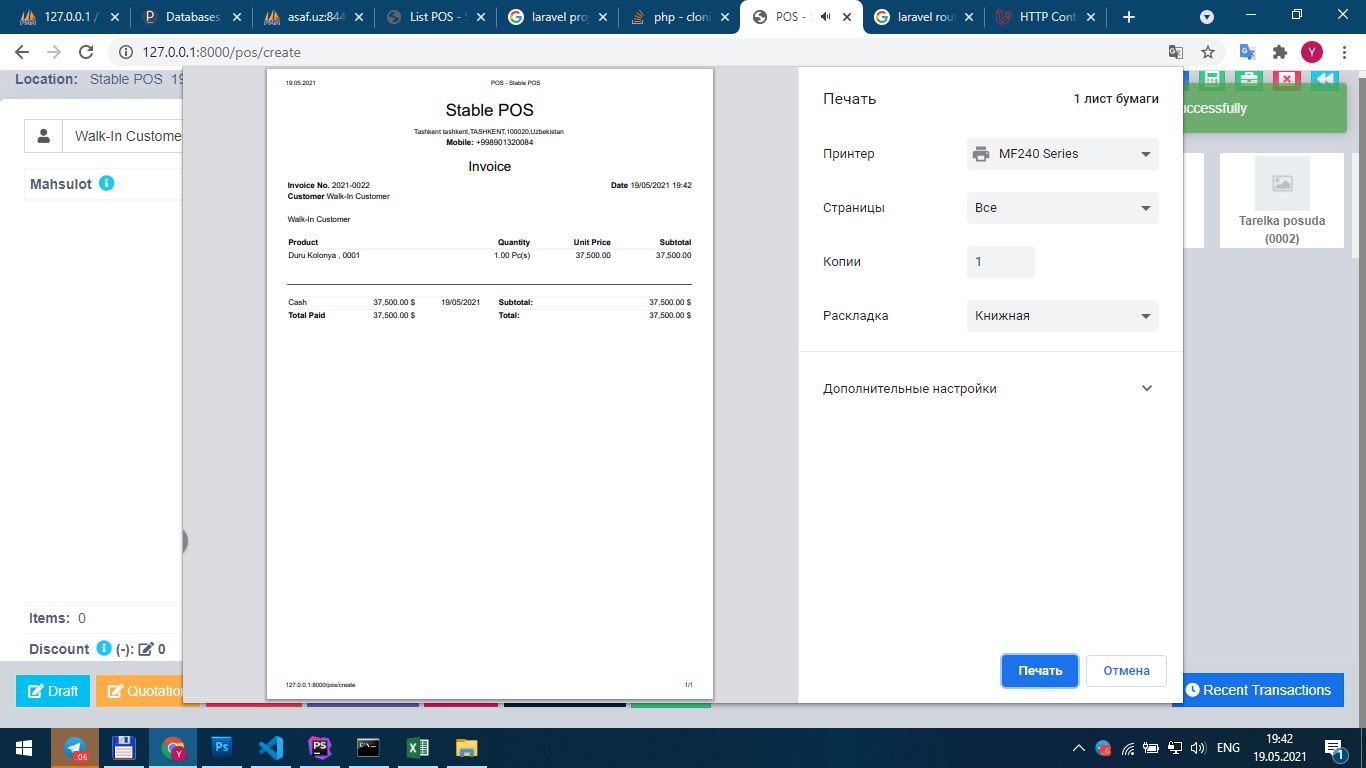 127.0.0.1 /
Databases
asaf.uz:844
List POS - S
laravel pro
php - cloni
POS -
laravel rout
HTTP Cont
127.0.0.1:8000/pos/create
Y
Location: Stable POS 19
uccessfully
Walk-In Custome
Mahsulot
Tarelka posuda
(0002)
Items: 0
Discount (-): 0
Draft
Quotation
Recent Transactions
19.05.2021 POS - Stable POS
Stable POS
Tashkent tashkent,TASHKENT,100020,Uzbekistan
Mobile: +998901320084
Invoice
Invoice No. 2021-0022 Date 19/05/2021 19:42
Customer Walk-In Customer
Walk-In Customer
Product Quantity Unit Price Subtotal
Duru Kolonya , 0001 1.00 Pc(s) 37,500.00 37,500.00
Cash 37,500.00 $ 19/05/2021 Subtotal: 37,500.00 $
Total Paid 37,500.00 $ Total: 37,500.00 $
127.0.0.1:8000/pos/create 1/1
Печать 1 лист бумаги
Принтер MF240 Series
Страницы Все
Копии 1
Раскладка Книжная
Дополнительные настройки
Печать Отмена
.06
Y
Ps
PS
ENG
19:42
19.05.2021
1